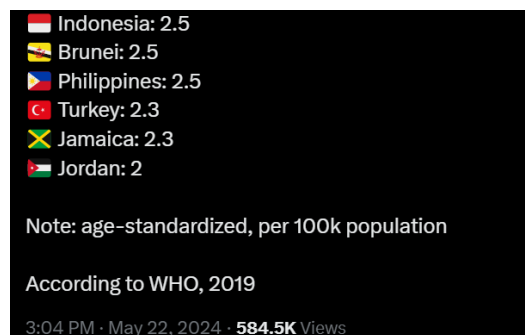 Indonesia: 2.5
Brunei: 2.5
Philippines: 2.5
Turkey: 2.3
Jamaica: 2.3
Jordan: 2
Note: age-standardized, per 100k population
According to WHO, 2019
3:04 PM · May 22, 2024 · 584.5K Views